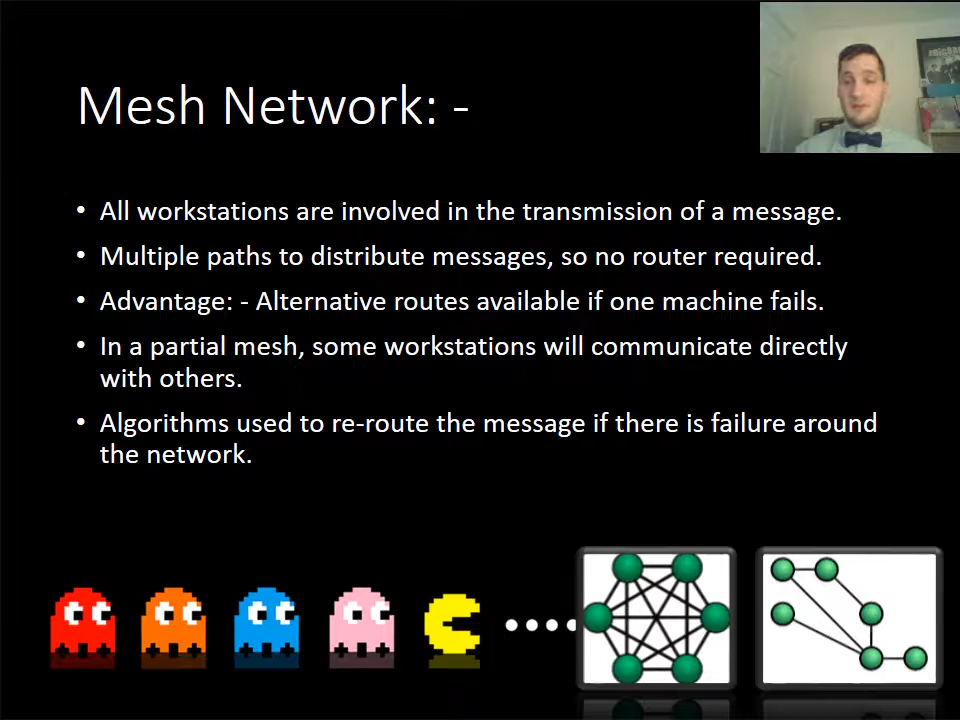 Mesh Network: -
• All workstations are involved in the transmission of a message.
• Multiple paths to distribute messages, so no router required.
• Advantage: - Alternative routes available if one machine fails.
• In a partial mesh, some workstations will communicate directly
with others.
• Algorithms used to re-route the message if there is failure around
the network.